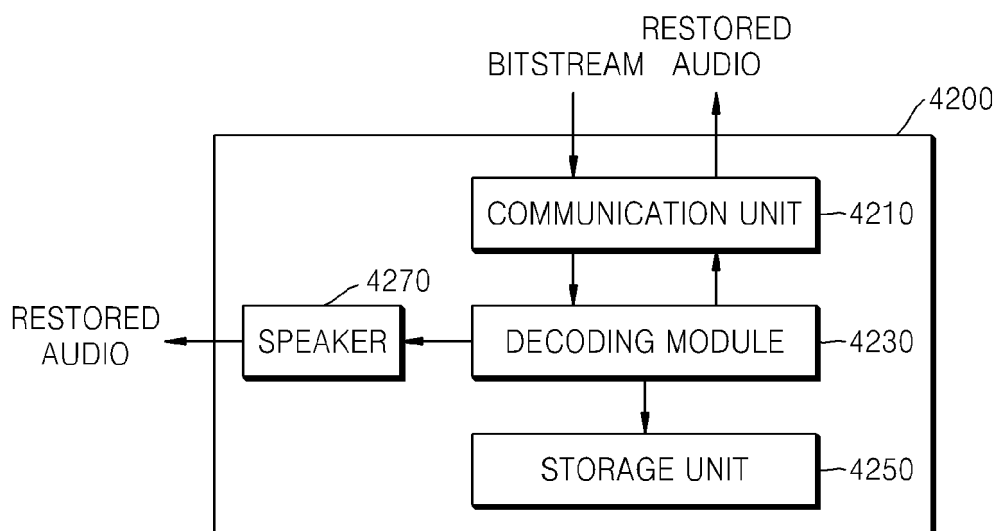 BITSTREAM
RESTORED
AUDIO
4200
COMMUNICATION UNIT
4210
4270
RESTORED
AUDIO
SPEAKER
DECODING MODULE
4230
STORAGE UNIT
4250